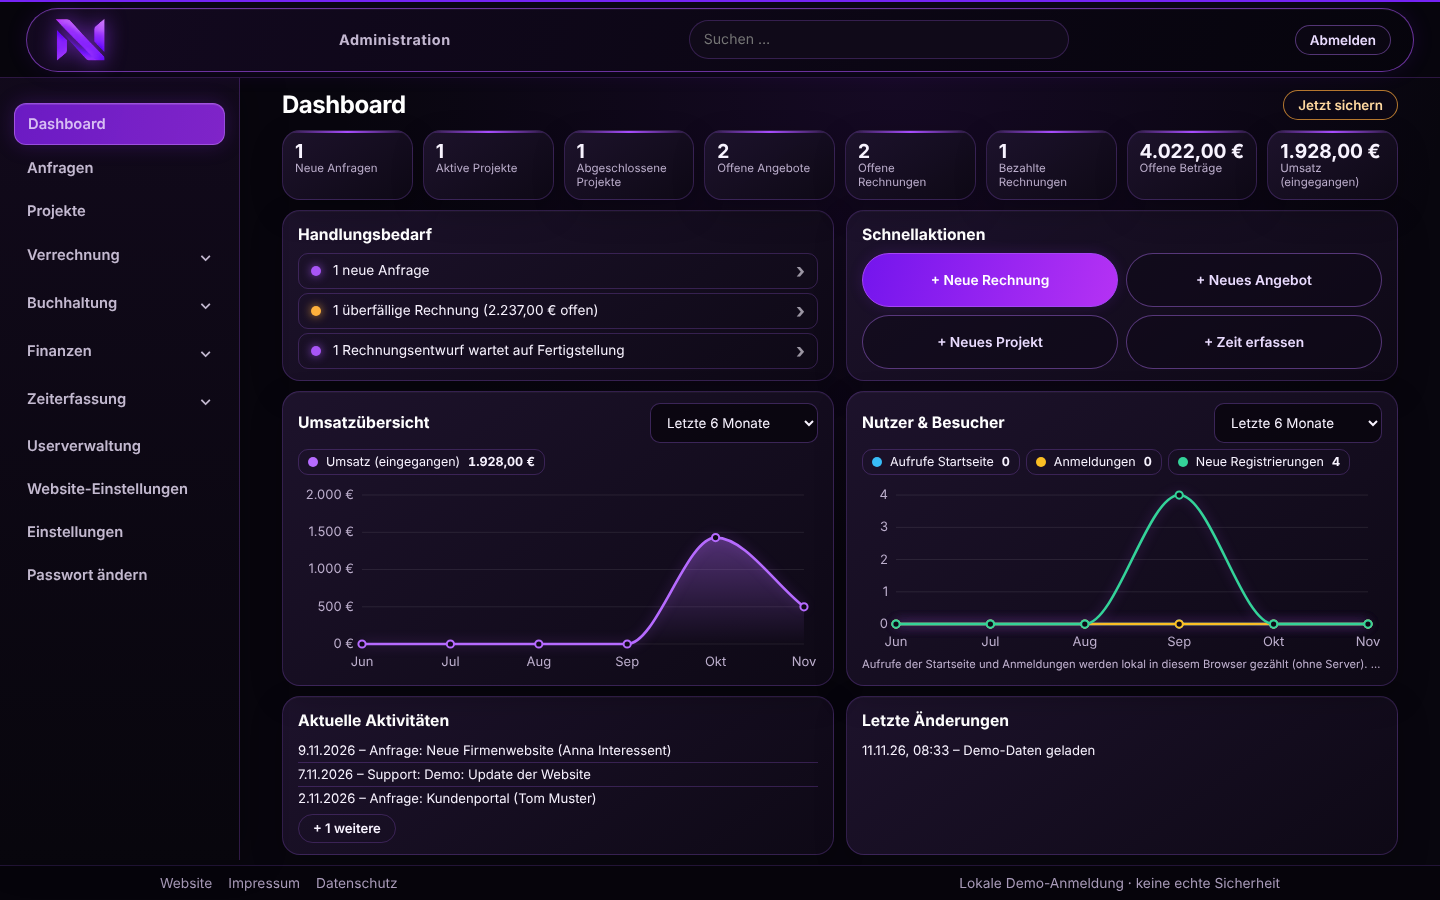 Administration
Suchen ...
Abmelden
Dashboard
Anfragen
Projekte
Verrechnung
Buchhaltung
Finanzen
Zeiterfassung
Userverwaltung
Website-Einstellungen
Einstellungen
Passwort ändern
Dashboard
Jetzt sichern
1
Neue Anfragen
1
Aktive Projekte
1
Abgeschlossene
Projekte
2
Offene Angebote
2
Offene
Rechnungen
1
Bezahlte
Rechnungen
4.022,00 €
Offene Beträge
1.928,00 €
Umsatz
(eingegangen)
Handlungsbedarf
1 neue Anfrage
1 überfällige Rechnung (2.237,00 € offen)
1 Rechnungsentwurf wartet auf Fertigstellung
Schnellaktionen
+ Neue Rechnung
+ Neues Angebot
+ Neues Projekt
+ Zeit erfassen
Umsatzübersicht
Letzte 6 Monate
Umsatz (eingegangen) 1.928,00 €
2.000 €
1.500 €
1.000 €
500 €
0 €
Jun Jul Aug Sep Okt Nov
Nutzer & Besucher
Letzte 6 Monate
Aufrufe Startseite 0
Anmeldungen 0
Neue Registrierungen 4
4
3
2
1
0
Jun Jul Aug Sep Okt Nov
Aufrufe der Startseite und Anmeldungen werden lokal in diesem Browser gezählt (ohne Server). ...
Aktuelle Aktivitäten
9.11.2026 – Anfrage: Neue Firmenwebsite (Anna Interessent)
7.11.2026 – Support: Demo: Update der Website
2.11.2026 – Anfrage: Kundenportal (Tom Muster)
+ 1 weitere
Letzte Änderungen
11.11.26, 08:33 – Demo-Daten geladen
Website Impressum Datenschutz
Lokale Demo-Anmeldung · keine echte Sicherheit